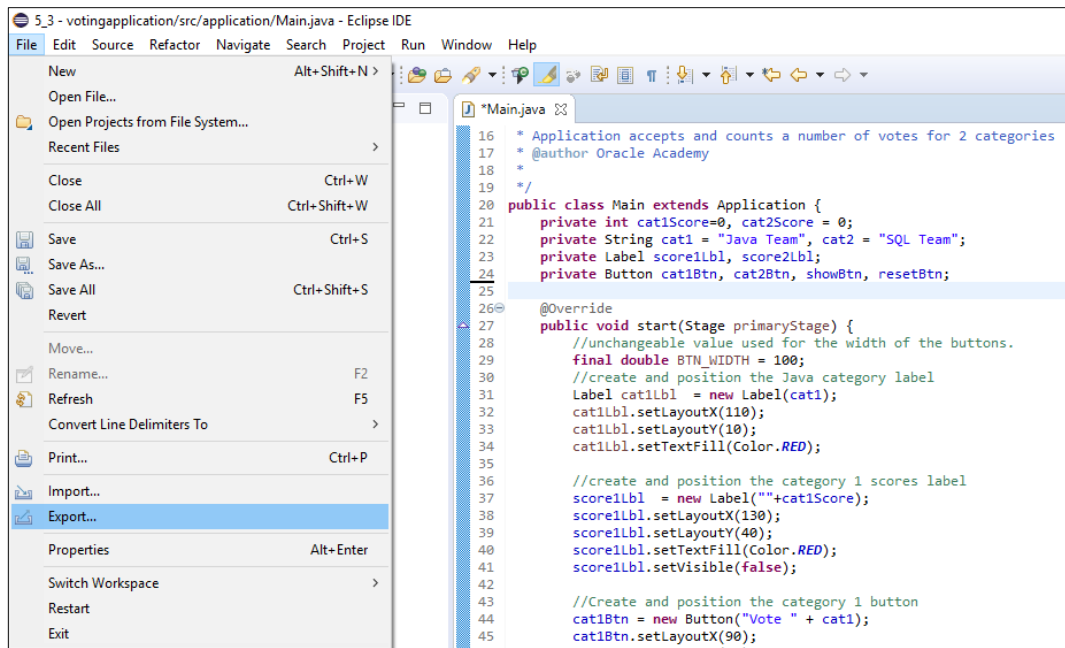 5_3 - votingapplication/src/application/Main.java - Eclipse IDE
File Edit Source Refactor Navigate Search Project Run Window Help
New Alt+Shift+N >
Open File...
Open Projects from File System...
Recent Files >
Close Ctrl+W
Close All Ctrl+Shift+W
Save Ctrl+S
Save As...
Save All Ctrl+Shift+S
Revert
Move...
Rename... F2
Refresh F5
Convert Line Delimiters To >
Print... Ctrl+P
Import...
Export...
Properties Alt+Enter
Switch Workspace >
Restart
Exit
*Main.java
16 * Application accepts and counts a number of votes for 2 categories
17 * @author Oracle Academy
18 *
19 */
20 public class Main extends Application {
21 private int cat1Score=0, cat2Score = 0;
22 private String cat1 = "Java Team", cat2 = "SQL Team";
23 private Label score1Lbl, score2Lbl;
24 private Button cat1Btn, cat2Btn, showBtn, resetBtn;
25
26 @Override
27 public void start(Stage primaryStage) {
28 //unchangeable value used for the width of the buttons.
29 final double BTN_WIDTH = 100;
30 //create and position the Java category label
31 Label cat1Lbl = new Label(cat1);
32 cat1Lbl.setLayoutX(110);
33 cat1Lbl.setLayoutY(10);
34 cat1Lbl.setTextFill(Color.RED);
35
36 //create and position the category 1 scores label
37 score1Lbl = new Label(""+cat1Score);
38 score1Lbl.setLayoutX(130);
39 score1Lbl.setLayoutY(40);
40 score1Lbl.setTextFill(Color.RED);
41 score1Lbl.setVisible(false);
42
43 //Create and position the category 1 button
44 cat1Btn = new Button("Vote " + cat1);
45 cat1Btn.setLayoutX(90);